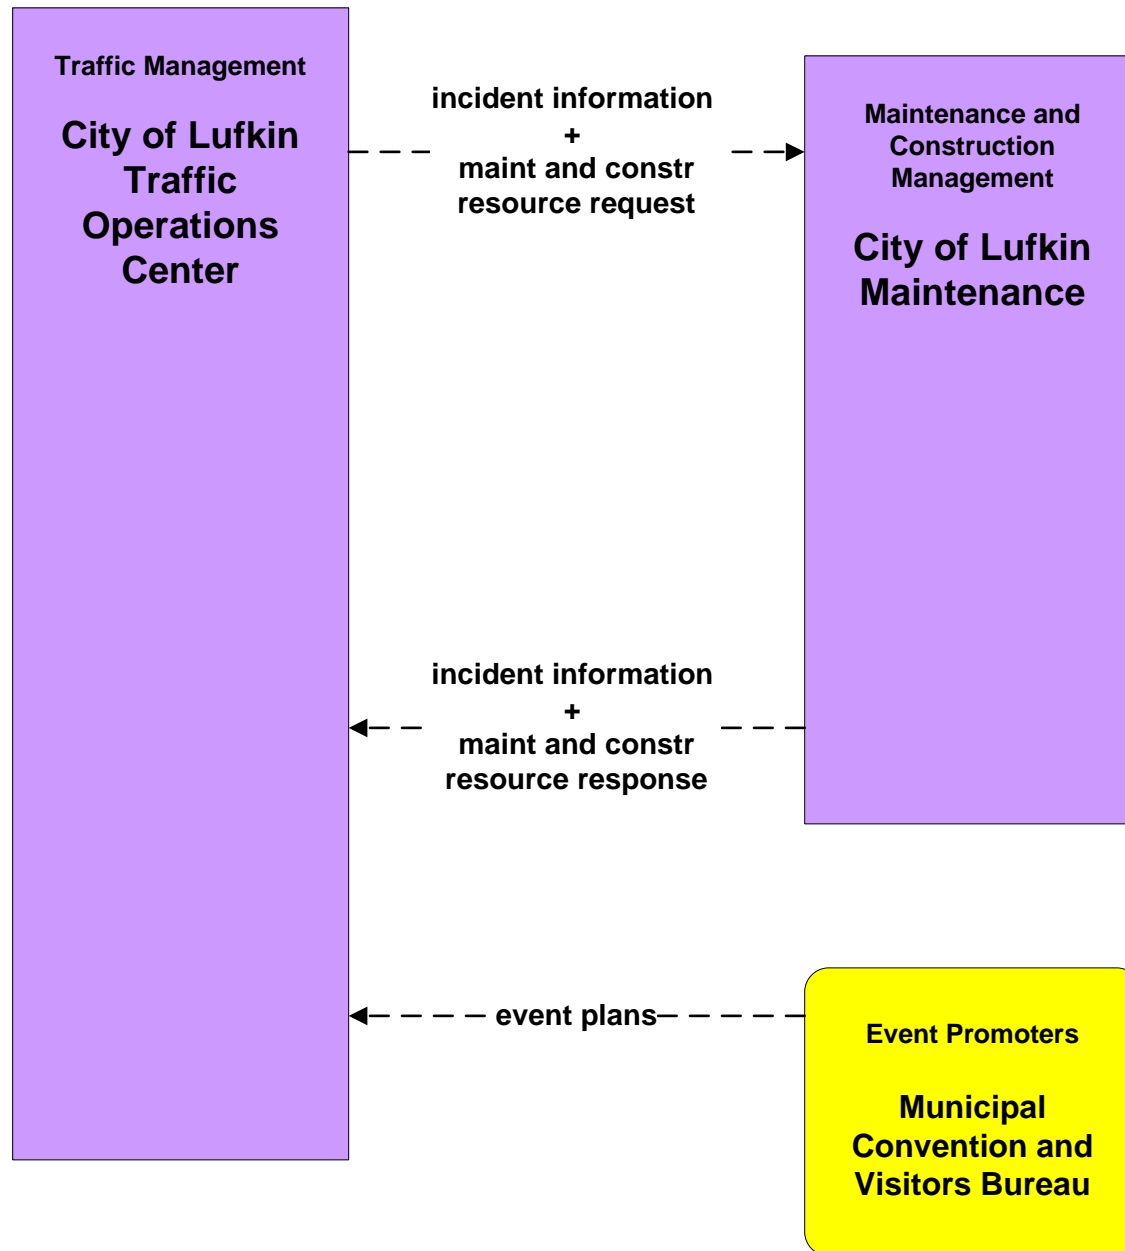 Traffic Management
City of Lufkin
Traffic
Operations
Center
incident information
+
maint and constr
resource request
Maintenance and
Construction
Management
City of Lufkin
Maintenance
incident information
+
maint and constr
resource response
event plans
Event Promoters
Municipal
Convention and
Visitors Bureau